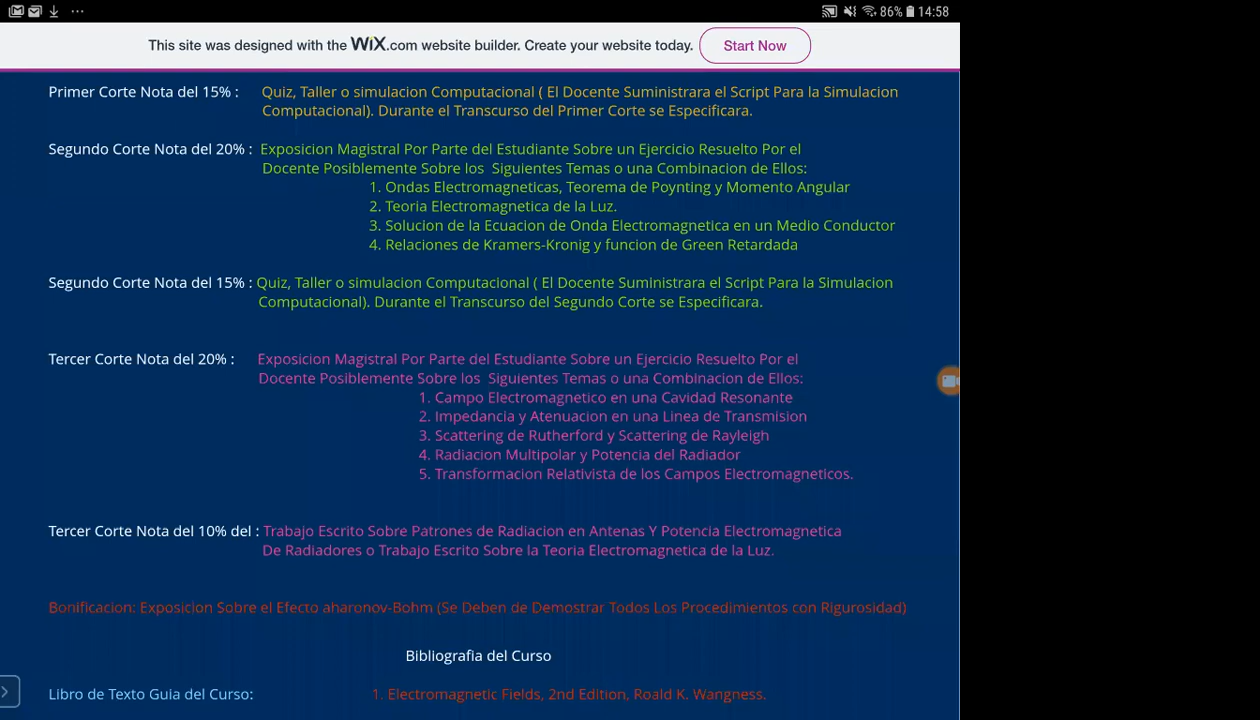 86% 14:58
This site was designed with the WiX.com website builder. Create your website today. Start Now
Primer Corte Nota del 15% : Quiz, Taller o simulacion Computacional ( El Docente Suministrara el Script Para la Simulacion
Computacional). Durante el Transcurso del Primer Corte se Especificara.
Segundo Corte Nota del 20% : Exposicion Magistral Por Parte del Estudiante Sobre un Ejercicio Resuelto Por el
Docente Posiblemente Sobre los Siguientes Temas o una Combinacion de Ellos:
1. Ondas Electromagneticas, Teorema de Poynting y Momento Angular
2. Teoria Electromagnetica de la Luz.
3. Solucion de la Ecuacion de Onda Electromagnetica en un Medio Conductor
4. Relaciones de Kramers-Kronig y funcion de Green Retardada
Segundo Corte Nota del 15% : Quiz, Taller o simulacion Computacional ( El Docente Suministrara el Script Para la Simulacion
Computacional). Durante el Transcurso del Segundo Corte se Especificara.
Tercer Corte Nota del 20% : Exposicion Magistral Por Parte del Estudiante Sobre un Ejercicio Resuelto Por el
Docente Posiblemente Sobre los Siguientes Temas o una Combinacion de Ellos:
1. Campo Electromagnetico en una Cavidad Resonante
2. Impedancia y Atenuacion en una Linea de Transmision
3. Scattering de Rutherford y Scattering de Rayleigh
4. Radiacion Multipolar y Potencia del Radiador
5. Transformacion Relativista de los Campos Electromagneticos.
Tercer Corte Nota del 10% del : Trabajo Escrito Sobre Patrones de Radiacion en Antenas Y Potencia Electromagnetica
De Radiadores o Trabajo Escrito Sobre la Teoria Electromagnetica de la Luz.
Bonificacion: Exposicion Sobre el Efecto aharonov-Bohm (Se Deben de Demostrar Todos Los Procedimientos con Rigurosidad)
Bibliografia del Curso
Libro de Texto Guia del Curso: 1. Electromagnetic Fields, 2nd Edition, Roald K. Wangness.